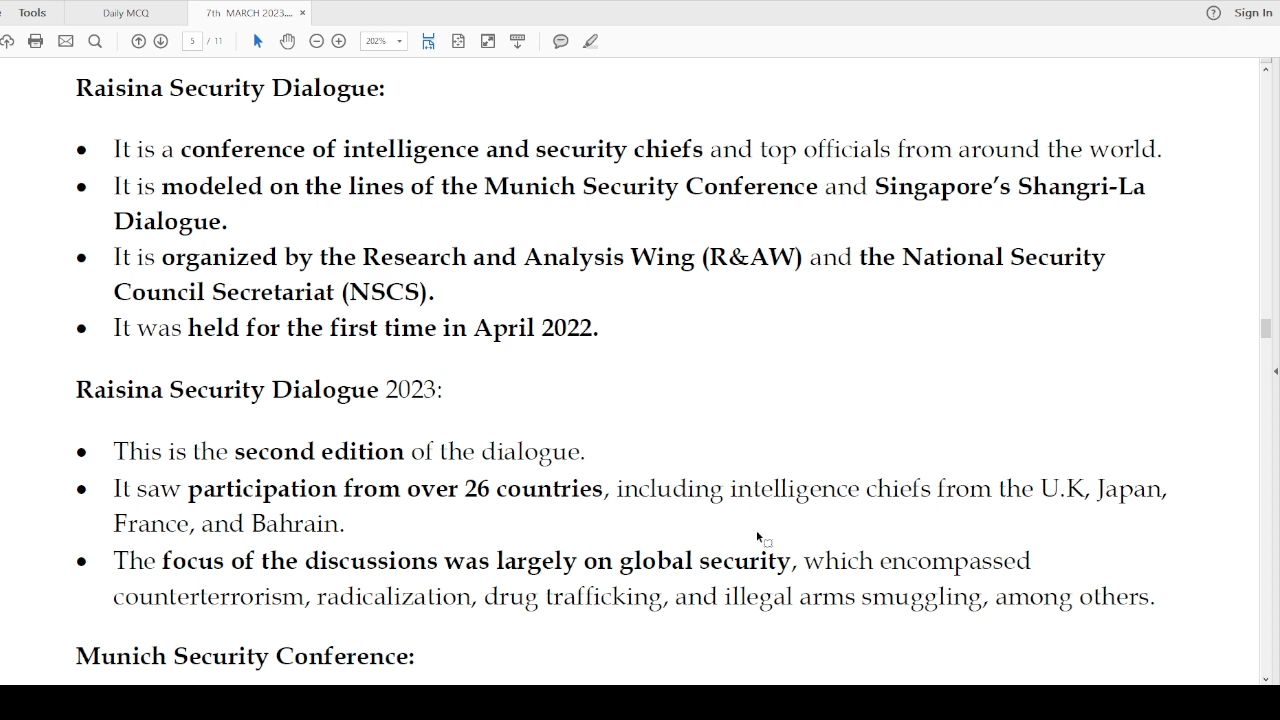 Tools
Daily MCQ
7th MARCH 2023.... ×
? Sign In
5 / 11
202%
Raisina Security Dialogue:
• It is a conference of intelligence and security chiefs and top officials from around the world.
• It is modeled on the lines of the Munich Security Conference and Singapore's Shangri-La
Dialogue.
• It is organized by the Research and Analysis Wing (R&AW) and the National Security
Council Secretariat (NSCS).
• It was held for the first time in April 2022.
Raisina Security Dialogue 2023:
• This is the second edition of the dialogue.
• It saw participation from over 26 countries, including intelligence chiefs from the U.K, Japan,
France, and Bahrain.
• The focus of the discussions was largely on global security, which encompassed
counterterrorism, radicalization, drug trafficking, and illegal arms smuggling, among others.
Munich Security Conference: